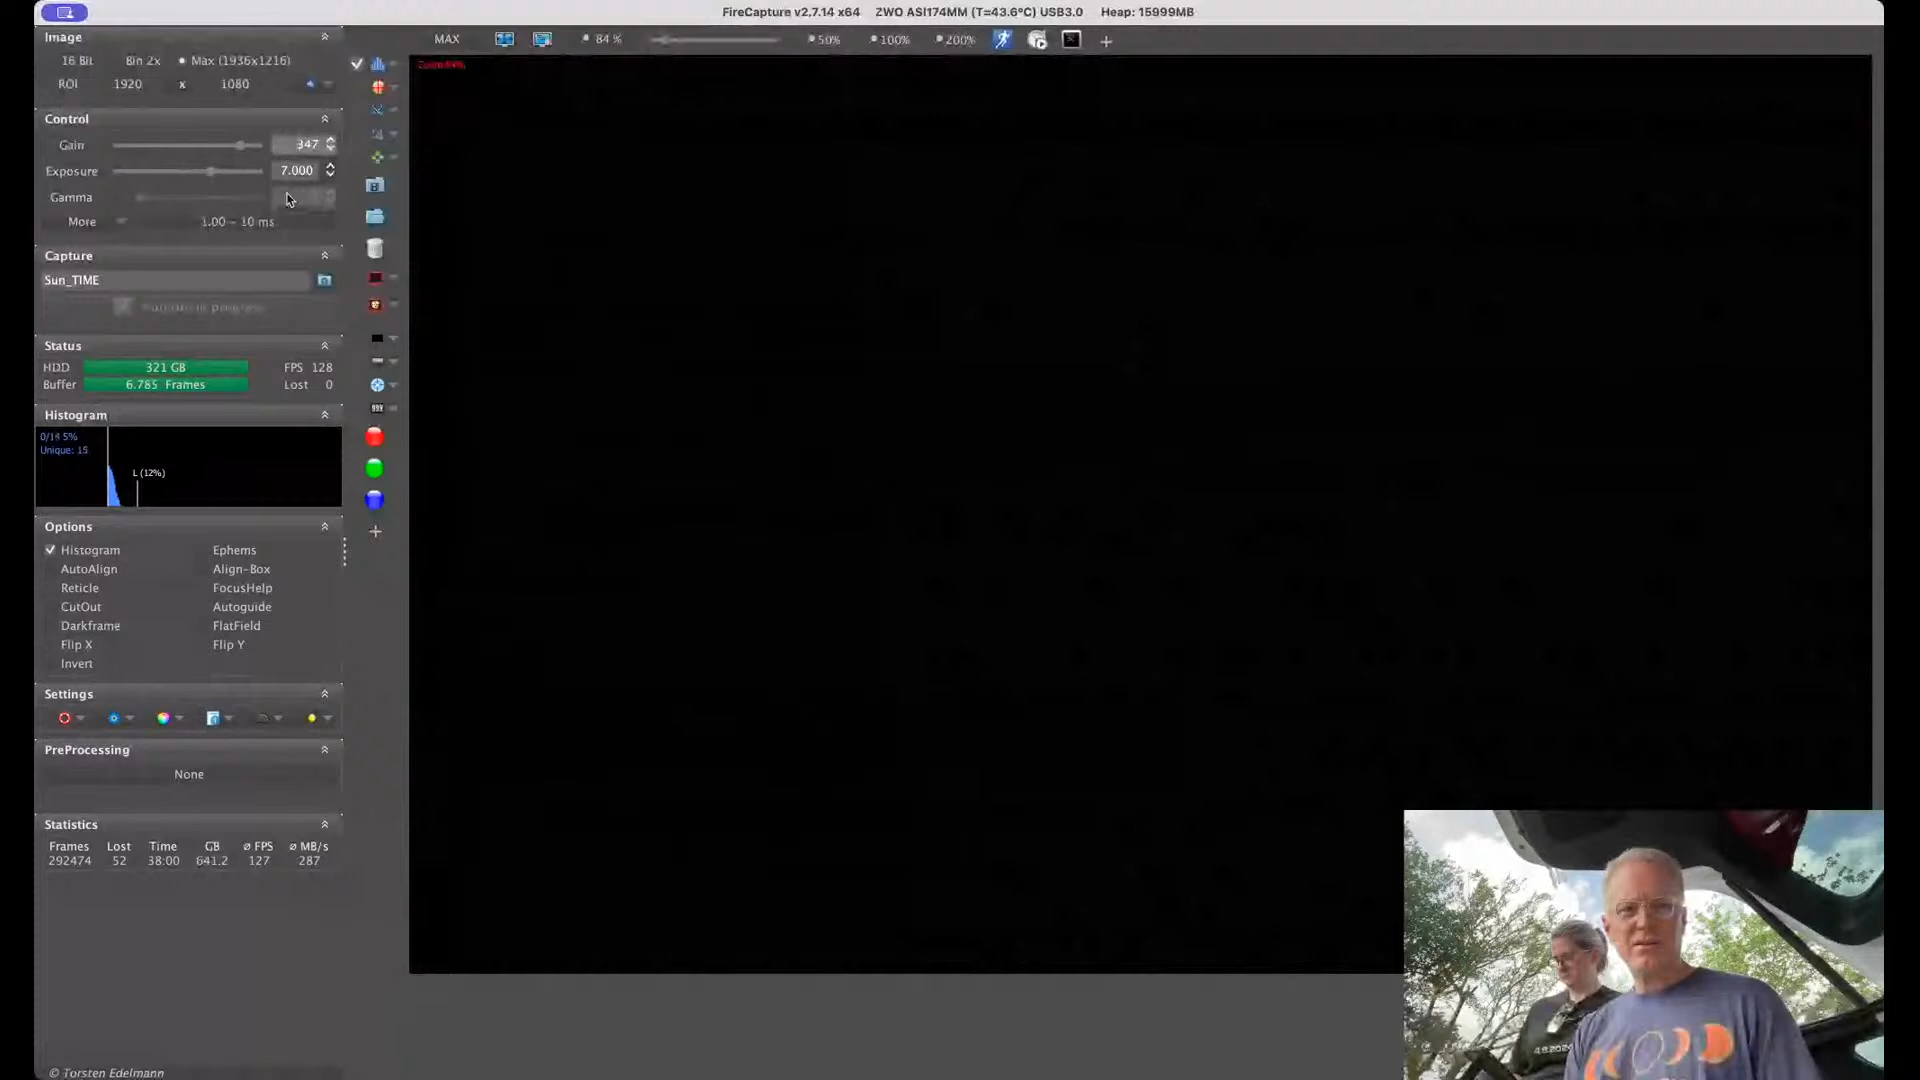 FireCapture v2.7.14 x64 ZWO ASI174MM (T=43.6°C) USB3.0 Heap: 15999MB
Image
MAX 84 % 50% 100% 200%
16 Bit Bin 2x Max (1936x1216)
ROI 1920 x 1080
Control
Gain 347
Exposure 7.000
Gamma
More 1.00 - 10 ms
Capture
Sun_TIME
Status
HDD 321 GB FPS 128
Buffer 6.785 Frames Lost 0
Histogram
0/14 5%
Unique: 15
L (12%)
Options
Histogram Ephems
AutoAlign Align-Box
Reticle FocusHelp
CutOut Autoguide
Darkframe FlatField
Flip X Flip Y
Invert
Settings
PreProcessing
None
Statistics
Frames Lost Time GB ø FPS ø MB/s
292474 52 38:00 641.2 127 287
© Torsten Edelmann